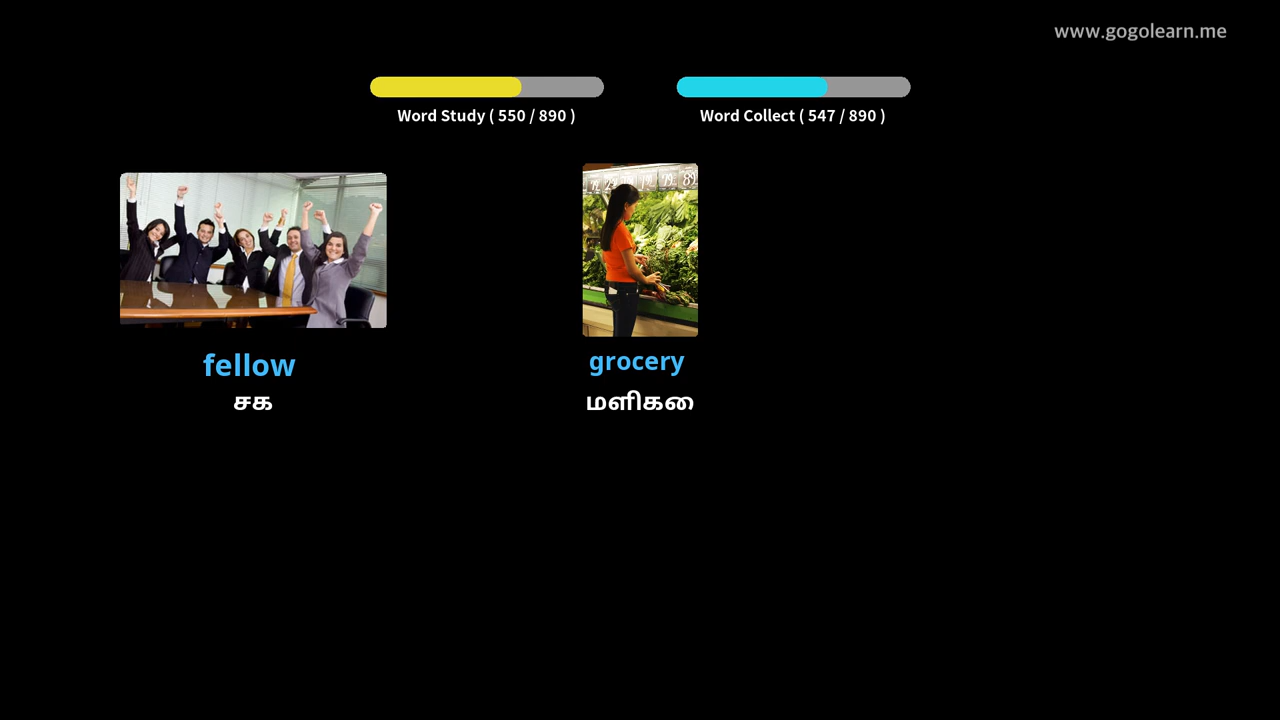 www.gogolearn.me
Word Study ( 550 / 890 )
Word Collect ( 547 / 890 )
fellow
grocery
சக
மளிகை